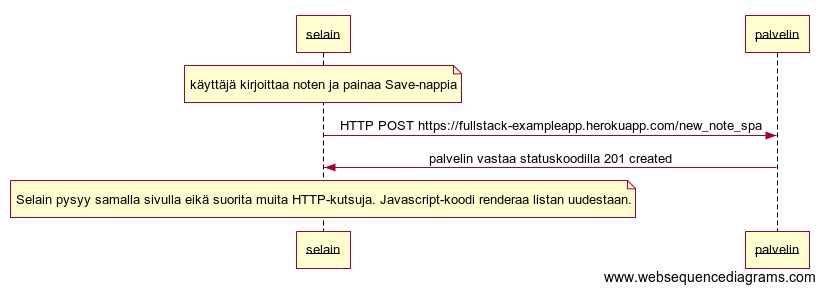 selain palvelin
käyttäjä kirjoittaa noten ja painaa Save-nappia
HTTP POST https://fullstack-exampleapp.herokuapp.com/new_note_spa
palvelin vastaa statuskoodilla 201 created
Selain pysyy samalla sivulla eikä suorita muita HTTP-kutsuja. Javascript-koodi renderaa listan uudestaan.
selain palvelin
www.websequencediagrams.com